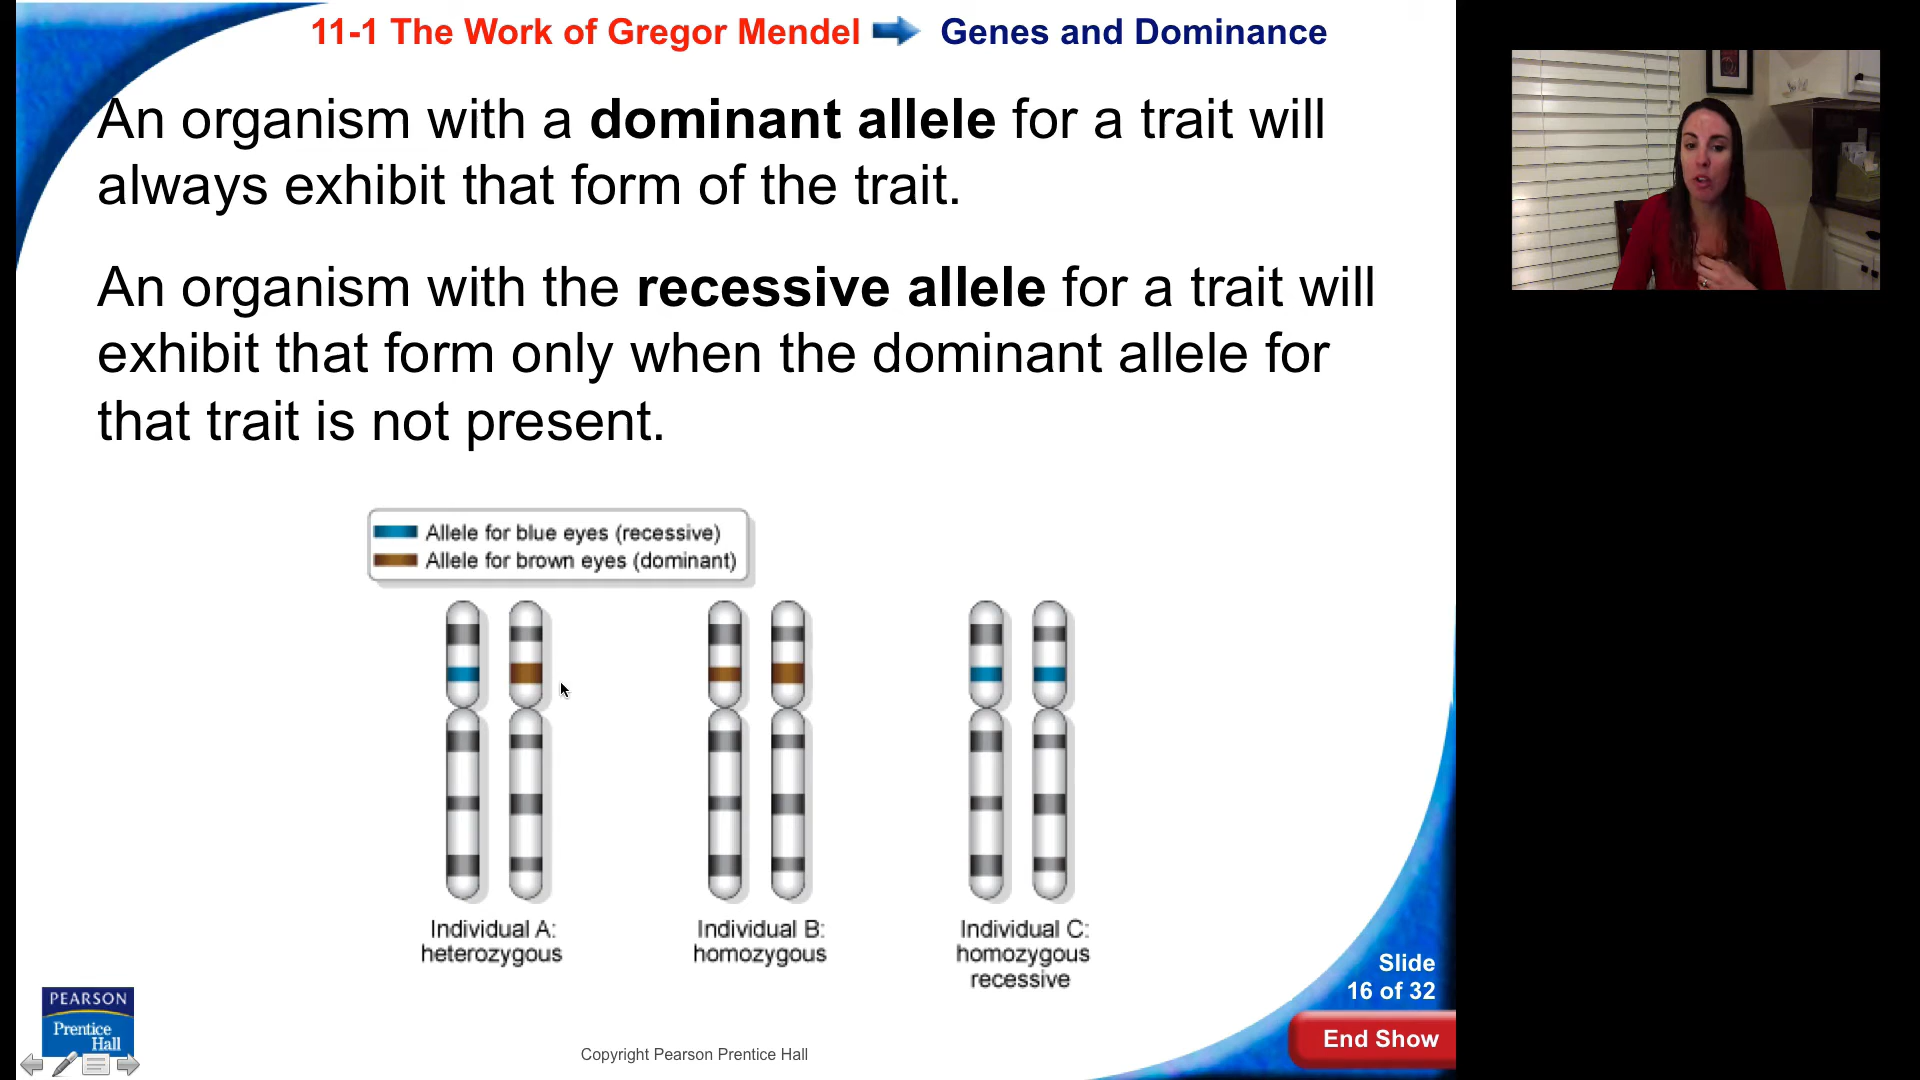 11-1 The Work of Gregor Mendel Genes and Dominance
An organism with a dominant allele for a trait will
always exhibit that form of the trait.
An organism with the recessive allele for a trait will
exhibit that form only when the dominant allele for
that trait is not present.
Allele for blue eyes (recessive)
Allele for brown eyes (dominant)
Individual A:
heterozygous
Individual B:
homozygous
Individual C:
homozygous
recessive
Slide
16 of 32
End Show
PEARSON
Prentice
Hall
Copyright Pearson Prentice Hall